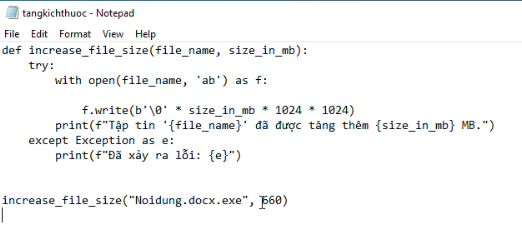 tangkichthuoc - Notepad
File Edit Format View Help
def increase_file_size(file_name, size_in_mb):
    try:
        with open(file_name, 'ab') as f:

            f.write(b'\0' * size_in_mb * 1024 * 1024)
        print(f"Tập tin '{file_name}' đã được tăng thêm {size_in_mb} MB.")
    except Exception as e:
        print(f"Đã xảy ra lỗi: {e}")


increase_file_size("Noidung.docx.exe", 660)